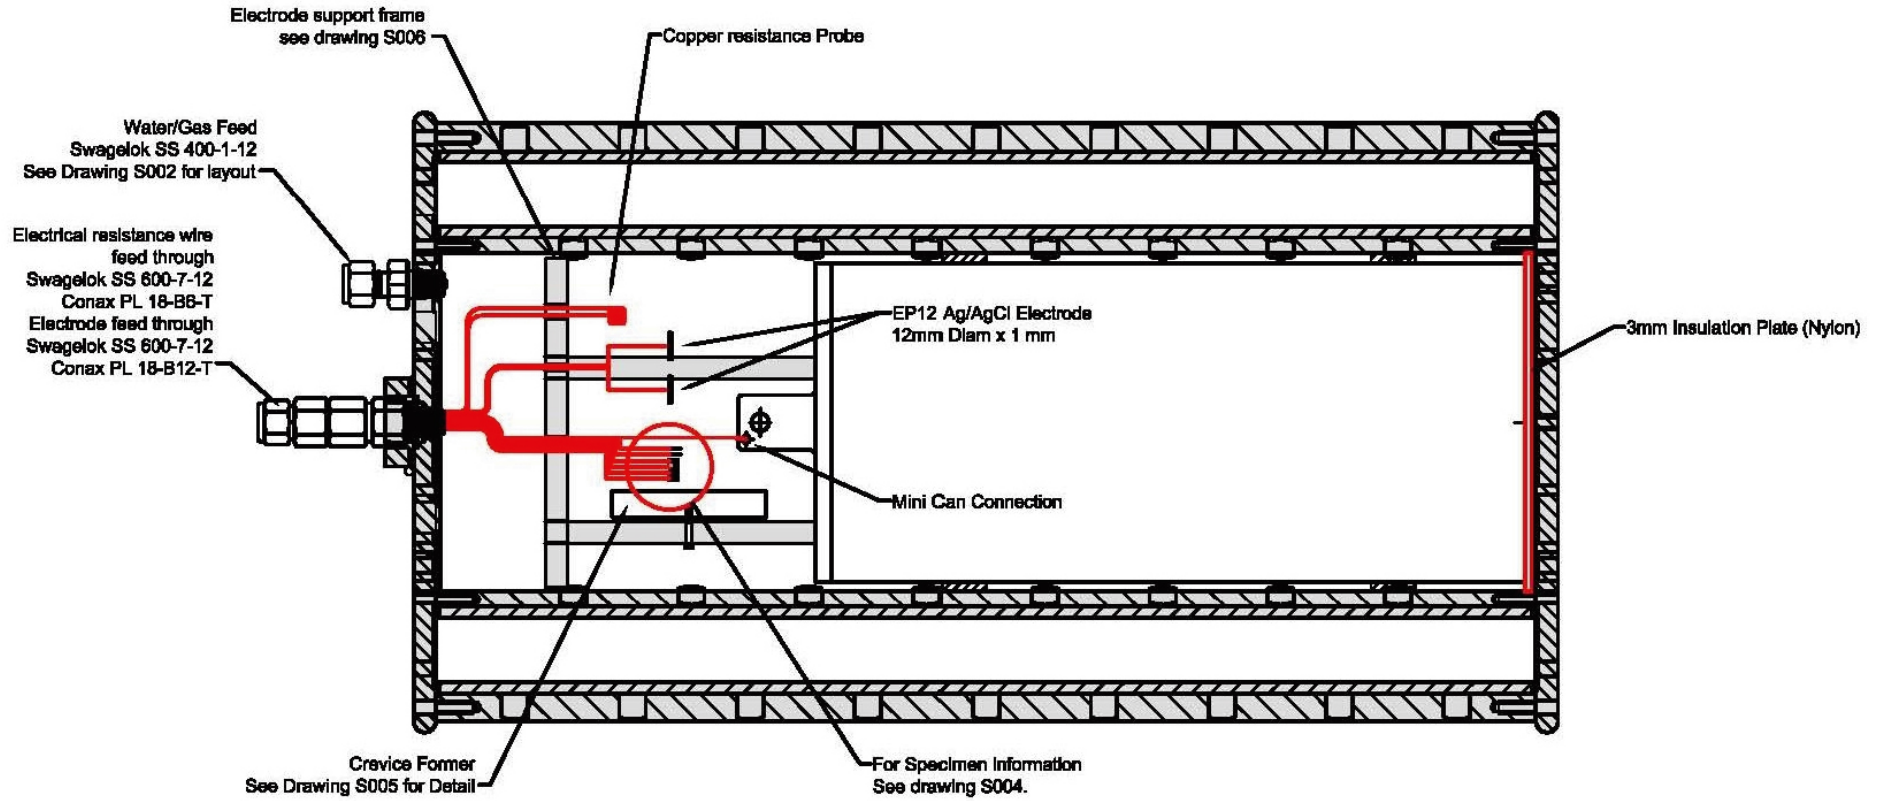 Electrode support frame
see drawing S006
Copper resistance Probe
Water/Gas Feed
Swagelok SS 400-1-12
See Drawing S002 for layout
Electrical resistance wire
feed through
Swagelok SS 600-7-12
Conax PL 18-B6-T
Electrode feed through
Swagelok SS 600-7-12
Conax PL 18-B12-T
EP12 Ag/AgCl Electrode
12mm Diam x 1 mm
3mm Insulation Plate (Nylon)
Mini Can Connection
Crevice Former
See Drawing S005 for Detail
For Specimen Information
See drawing S004.